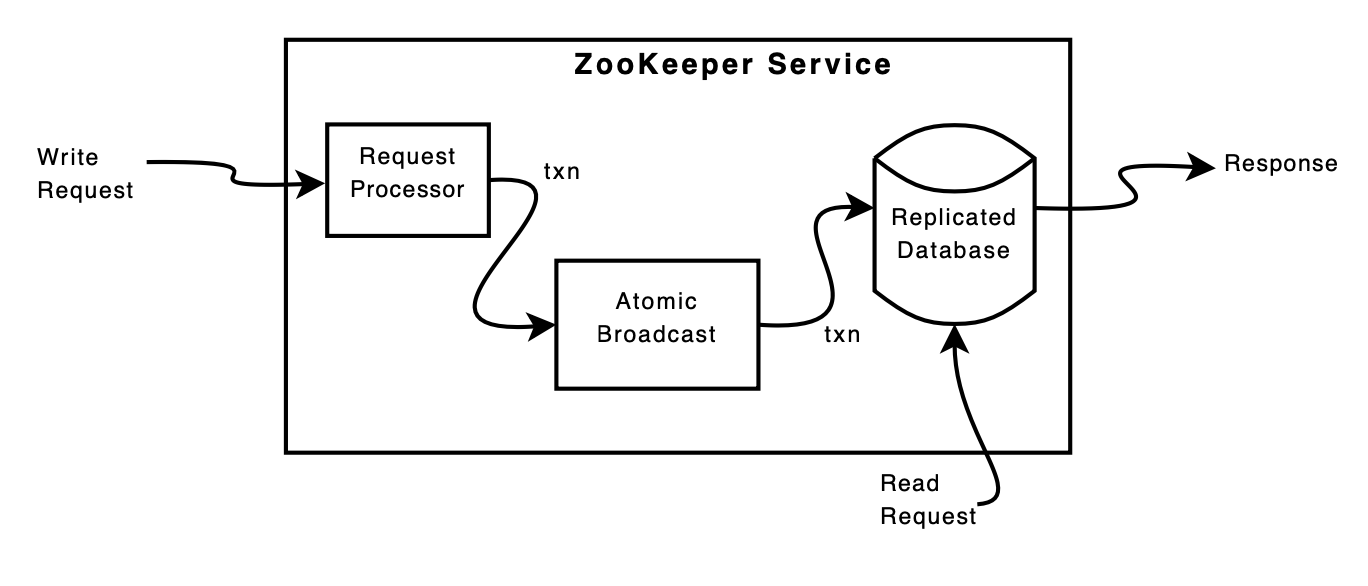 ZooKeeper Service
Write
Request
Request
Processor
txn
Atomic
Broadcast
txn
Replicated
Database
Response
Read
Request